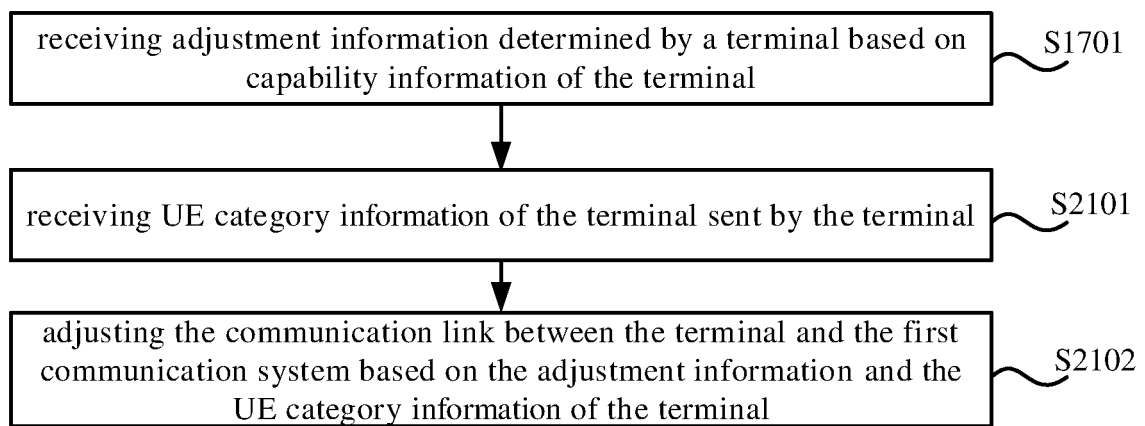 receiving adjustment information determined by a terminal based on
capability information of the terminal
S1701
receiving UE category information of the terminal sent by the terminal
S2101
adjusting the communication link between the terminal and the first
communication system based on the adjustment information and the
UE category information of the terminal
S2102